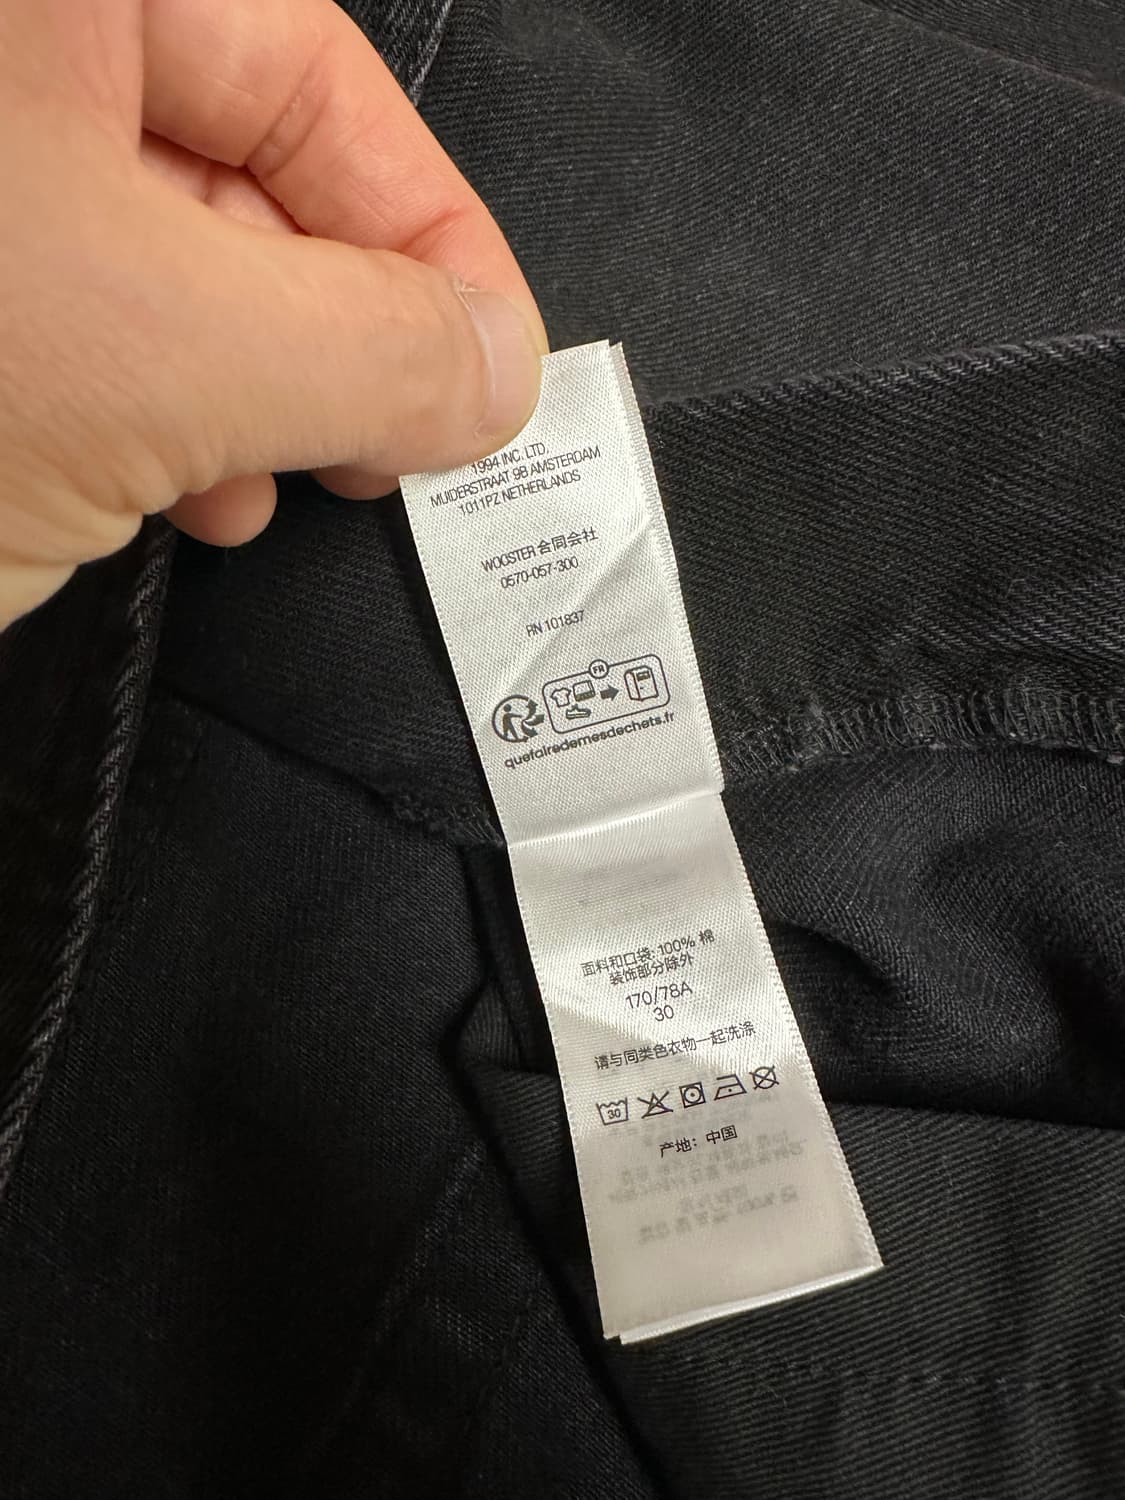 1994 INC. LTD.
MUIDERSTRAAT 9B AMSTERDAM
1011PZ NETHERLANDS
WOOSTER 合同会社
0570-057-300
RN 101837
FR
quefairedemesdechets.fr
面料和口袋: 100% 棉
装饰部分除外
170/78A
30
请与同类色衣物一起洗涤
30
产地: 中国